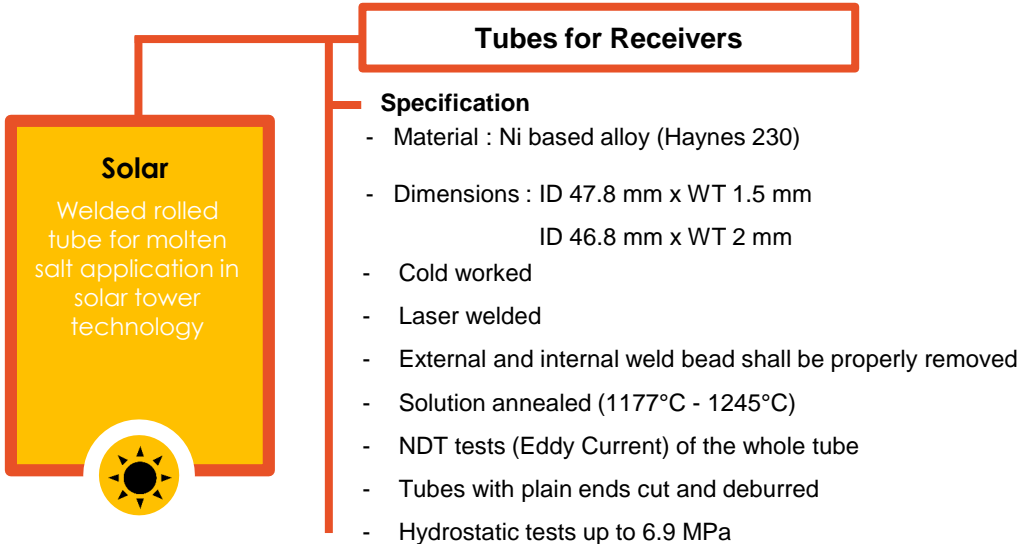 Tubes for Receivers
Solar
Welded rolled
tube for molten
salt application in
solar tower
technology
Specification
- Material : Ni based alloy (Haynes 230)
- Dimensions : ID 47.8 mm x WT 1.5 mm
ID 46.8 mm x WT 2 mm
- Cold worked
- Laser welded
- External and internal weld bead shall be properly removed
- Solution annealed (1177°C - 1245°C)
- NDT tests (Eddy Current) of the whole tube
- Tubes with plain ends cut and deburred
- Hydrostatic tests up to 6.9 MPa